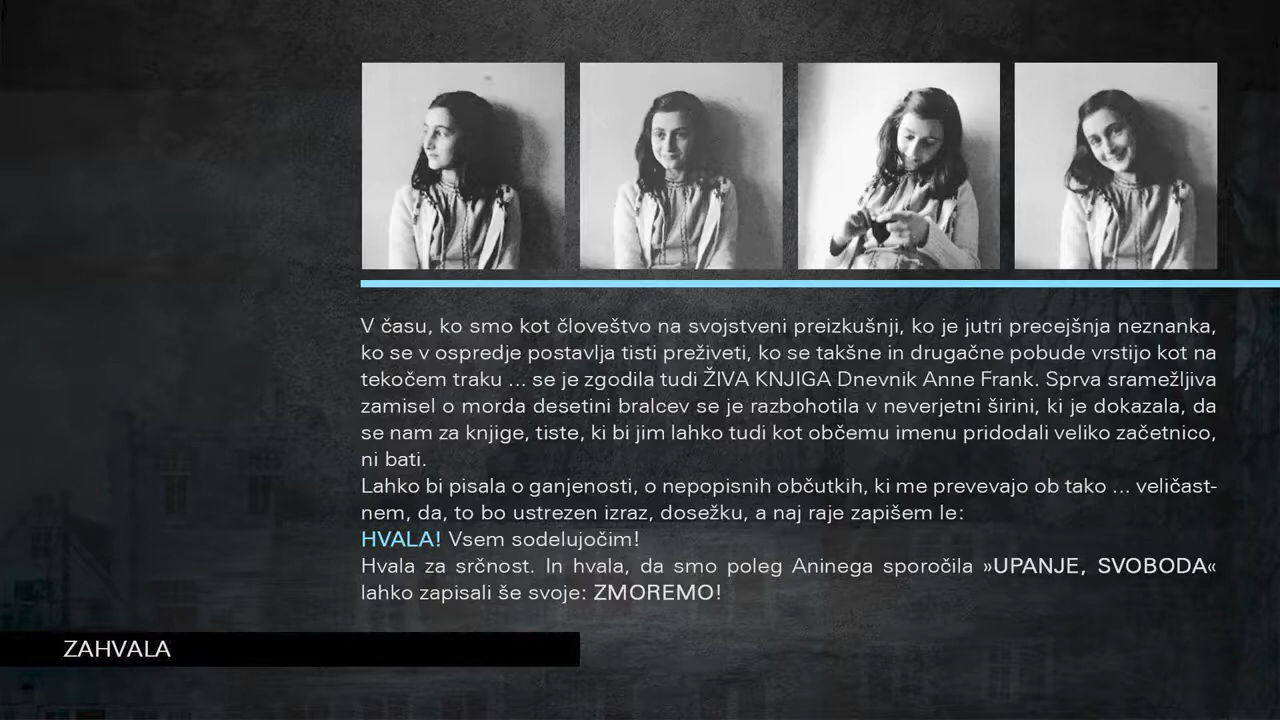 V času, ko smo kot človeštvo na svojstveni preizkušnji, ko je jutri precejšnja neznanka,
ko se v ospredje postavlja tisti preživeti, ko se takšne in drugačne pobude vrstijo kot na
tekočem traku ... se je zgodila tudi ŽIVA KNJIGA Dnevnik Anne Frank. Sprva sramežljiva
zamisel o morda desetini bralcev se je razbohotila v neverjetni širini, ki je dokazala, da
se nam za knjige, tiste, ki bi jim lahko tudi kot občemu imenu pridodali veliko začetnico,
ni bati.
Lahko bi pisala o ganjenosti, o nepopisnih občutkih, ki me prevevajo ob tako ... veličast-
nem, da, to bo ustrezen izraz, dosežku, a naj raje zapišem le:
HVALA! Vsem sodelujočim!
Hvala za srčnost. In hvala, da smo poleg Aninega sporočila »UPANJE, SVOBODA«
lahko zapisali še svoje: ZMOREMO!
ZAHVALA